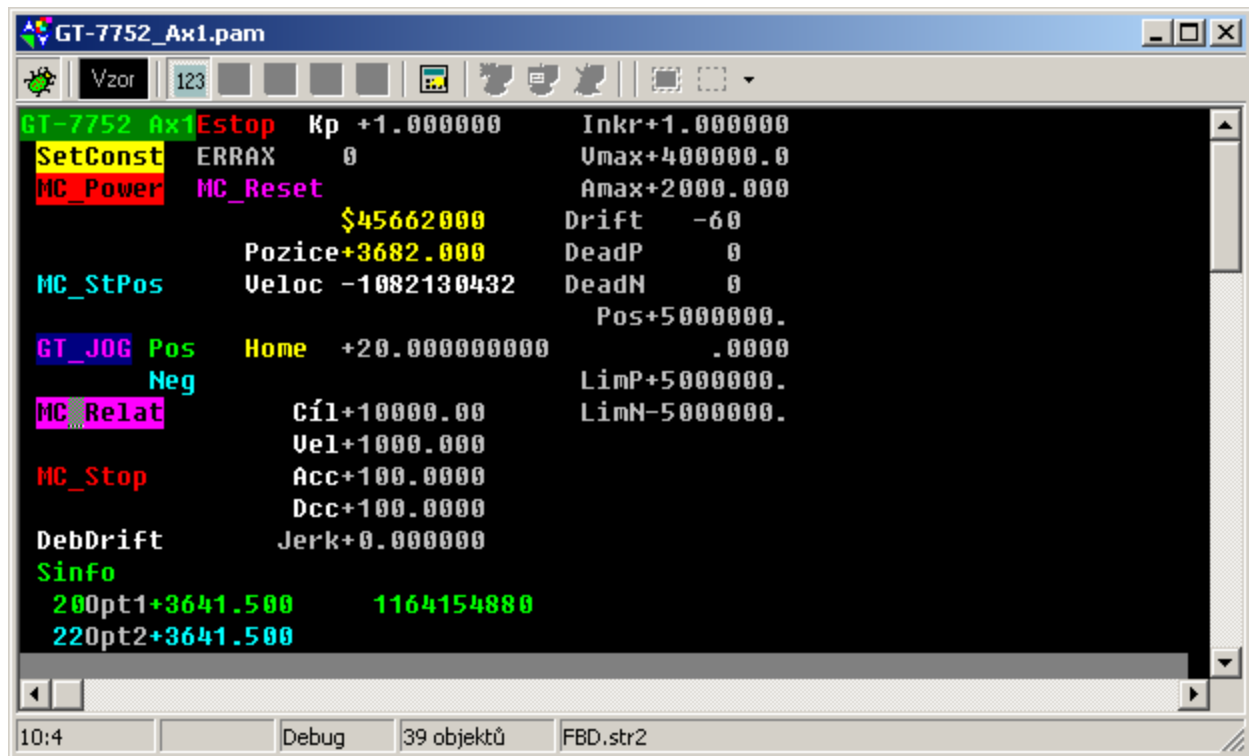 GT-7752_Ax1.pam
Vzor 123
GT-7752 Ax1Estop Kp +1.000000 Inkr+1.000000
SetConst ERRAX 0 Vmax+400000.0
MC_Power MC_Reset Amax+2000.000
$45662000 Drift -60
Pozice+3682.000 DeadP 0
MC_StPos Veloc -1082130432 DeadN 0
Pos+5000000.
GT_JOG Pos Home +20.000000000 .0000
Neg LimP+5000000.
MC_Relat Cíl+10000.00 LimN-5000000.
Vel+1000.000
MC_Stop Acc+100.0000
Dcc+100.0000
DebDrift Jerk+0.000000
Sinfo
20Opt1+3641.500 1164154880
22Opt2+3641.500
10:4 Debug 39 objektů FBD.str2